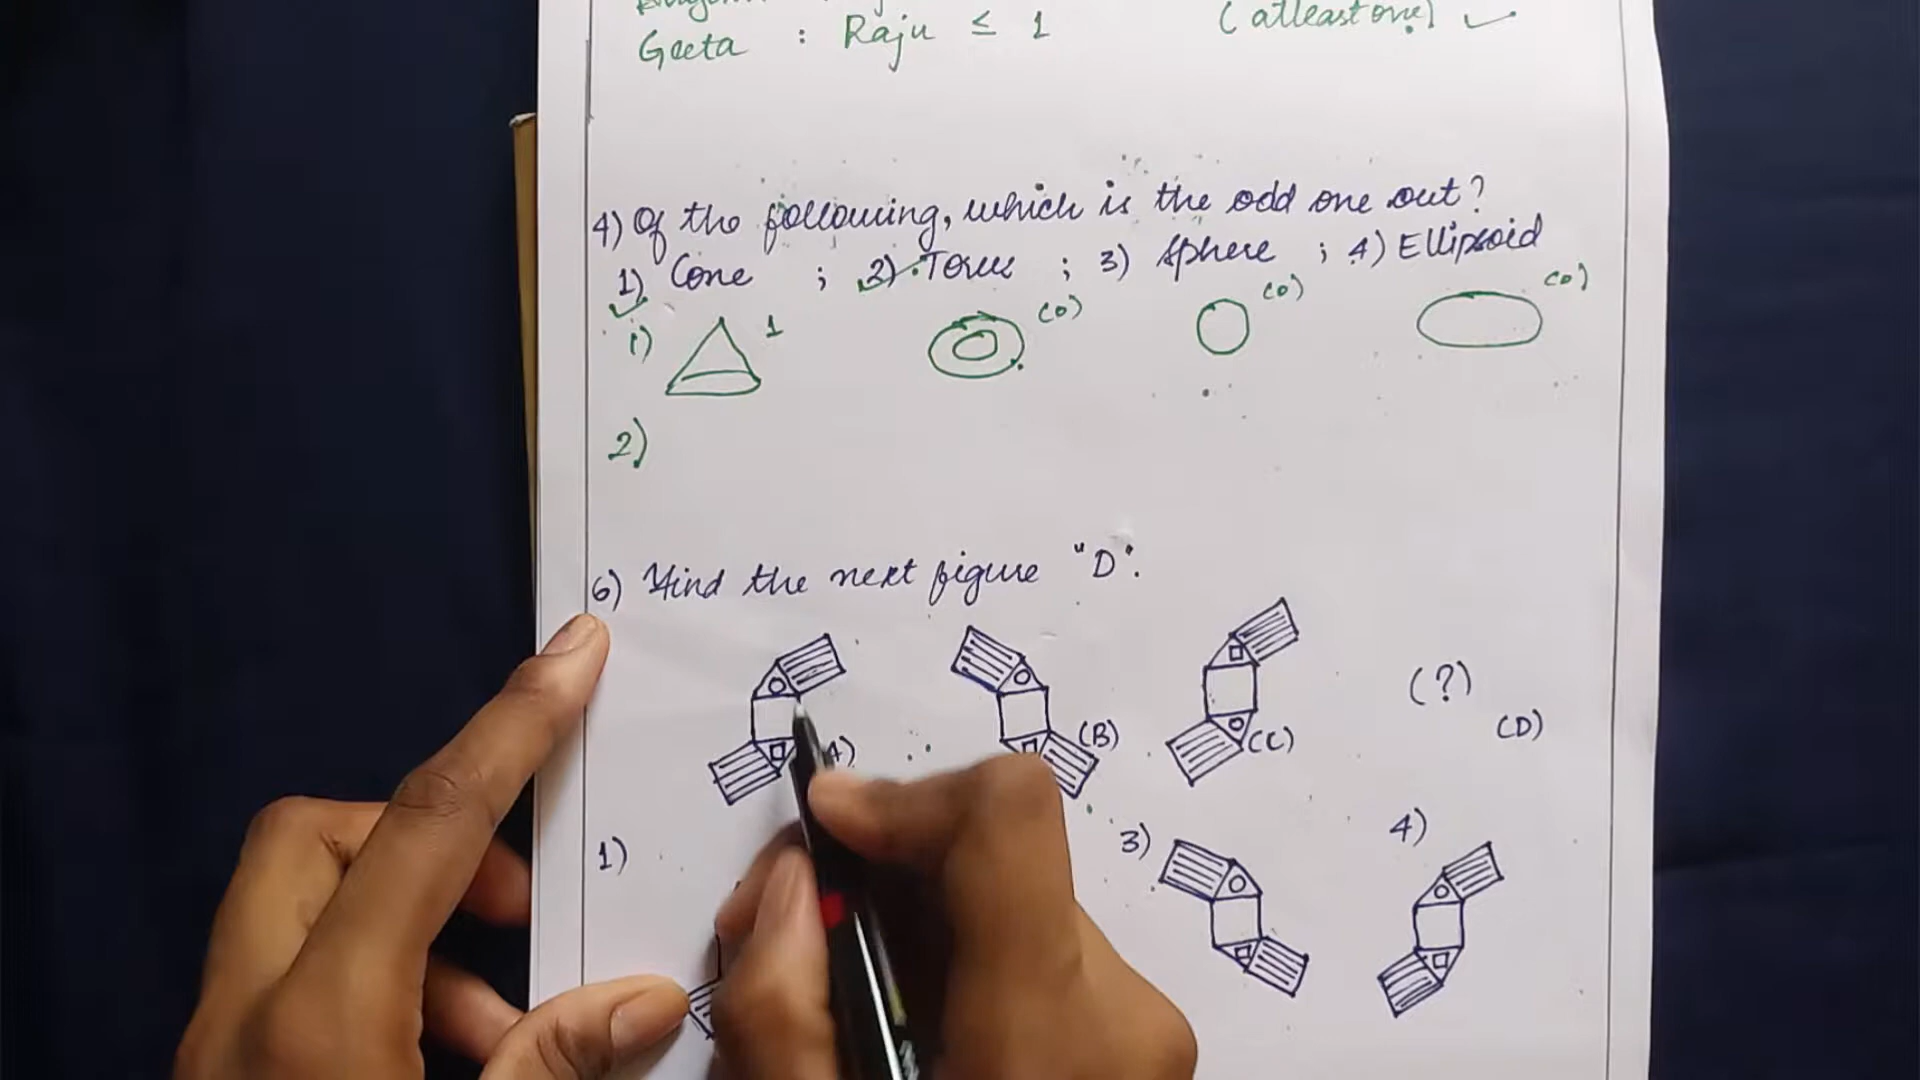 Geeta : Raju ≤ 1 (atleast one)
4) Of the following, which is the odd one out?
1) Cone ; 2) Torus ; 3) Sphere ; 4) Ellipsoid
i) 1 (0) (0) (0)
2)
6) Find the next figure "D".
(?)
(B) (C) (D)
1) 3) 4)